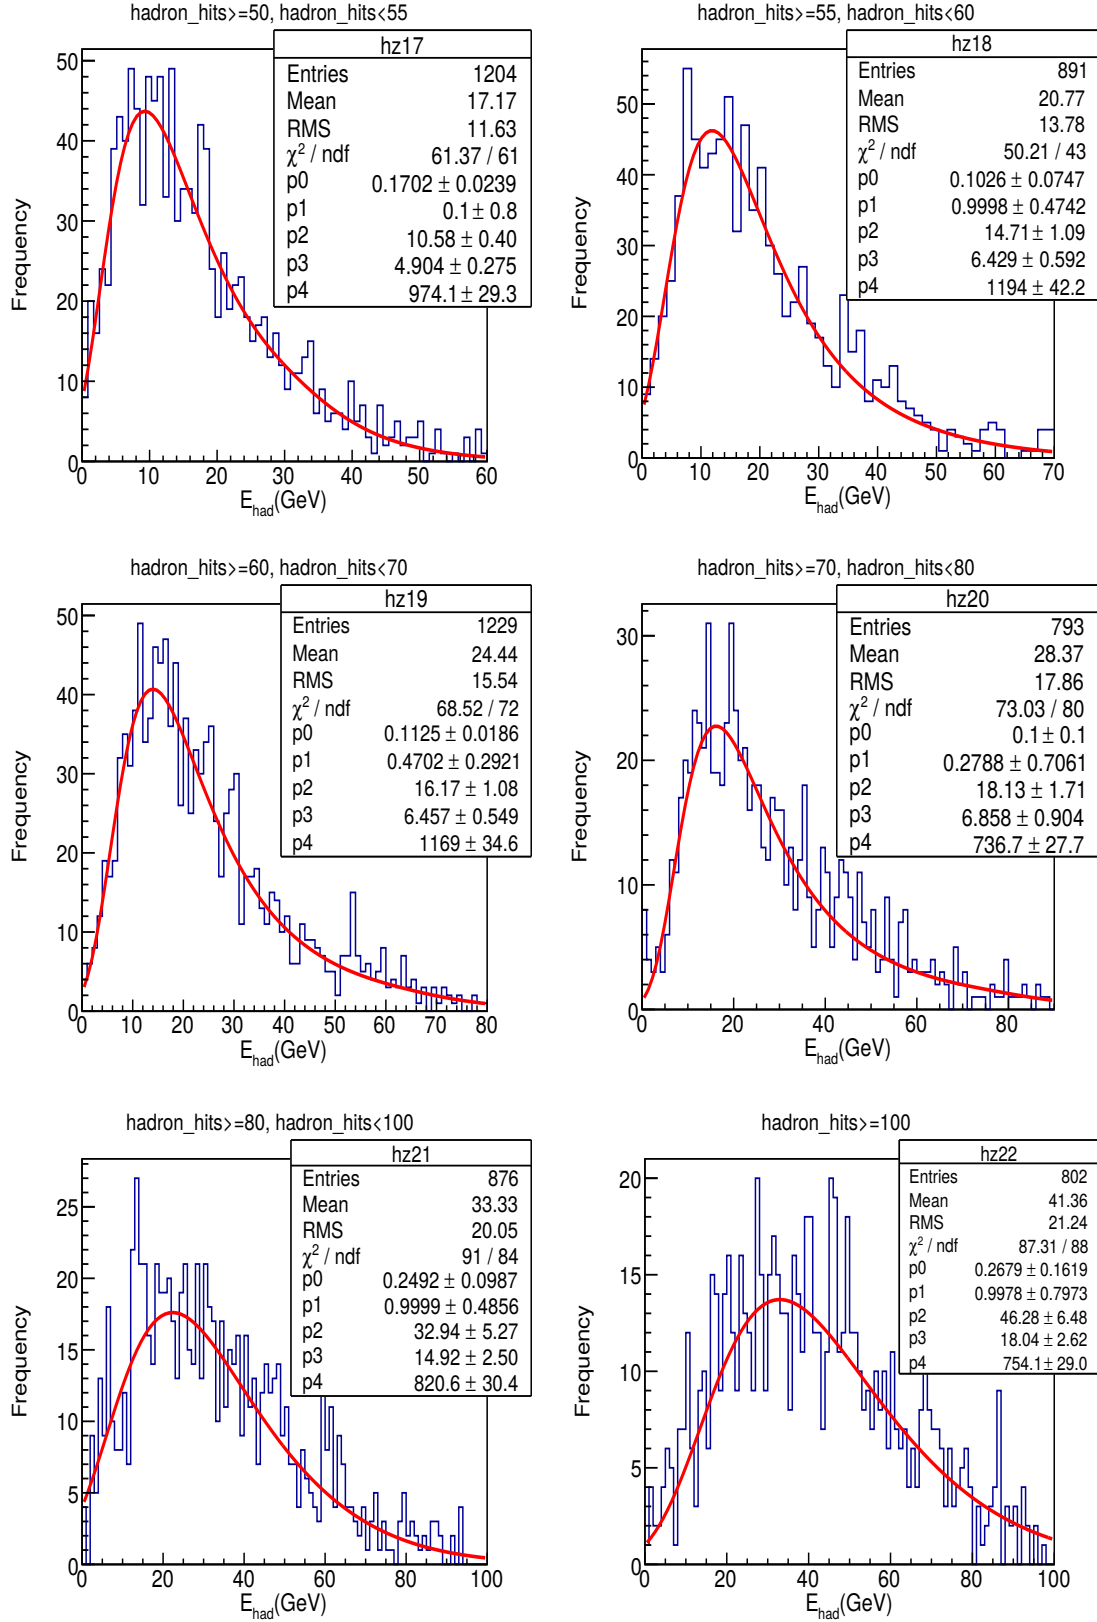 hadron_hits>=50, hadron_hits<55
hz17
Entries 1204
Mean 17.17
RMS 11.63
χ² / ndf 61.37 / 61
p0 0.1702 ± 0.0239
p1 0.1 ± 0.8
p2 10.58 ± 0.40
p3 4.904 ± 0.275
p4 974.1 ± 29.3
Frequency
50
40
30
20
10
0
0 10 20 30 40 50 60
E_had(GeV)
hadron_hits>=55, hadron_hits<60
hz18
Entries 891
Mean 20.77
RMS 13.78
χ² / ndf 50.21 / 43
p0 0.1026 ± 0.0747
p1 0.9998 ± 0.4742
p2 14.71 ± 1.09
p3 6.429 ± 0.592
p4 1194 ± 42.2
Frequency
50
40
30
20
10
0
0 10 20 30 40 50 60 70
E_had(GeV)
hadron_hits>=60, hadron_hits<70
hz19
Entries 1229
Mean 24.44
RMS 15.54
χ² / ndf 68.52 / 72
p0 0.1125 ± 0.0186
p1 0.4702 ± 0.2921
p2 16.17 ± 1.08
p3 6.457 ± 0.549
p4 1169 ± 34.6
Frequency
50
40
30
20
10
0
0 10 20 30 40 50 60 70 80
E_had(GeV)
hadron_hits>=70, hadron_hits<80
hz20
Entries 793
Mean 28.37
RMS 17.86
χ² / ndf 73.03 / 80
p0 0.1 ± 0.1
p1 0.2788 ± 0.7061
p2 18.13 ± 1.71
p3 6.858 ± 0.904
p4 736.7 ± 27.7
Frequency
30
20
10
0
0 20 40 60 80
E_had(GeV)
hadron_hits>=80, hadron_hits<100
hz21
Entries 876
Mean 33.33
RMS 20.05
χ² / ndf 91 / 84
p0 0.2492 ± 0.0987
p1 0.9999 ± 0.4856
p2 32.94 ± 5.27
p3 14.92 ± 2.50
p4 820.6 ± 30.4
Frequency
25
20
15
10
5
0
0 20 40 60 80 100
E_had(GeV)
hadron_hits>=100
hz22
Entries 802
Mean 41.36
RMS 21.24
χ² / ndf 87.31 / 88
p0 0.2679 ± 0.1619
p1 0.9978 ± 0.7973
p2 46.28 ± 6.48
p3 18.04 ± 2.62
p4 754.1 ± 29.0
Frequency
20
15
10
5
0
0 20 40 60 80 100
E_had(GeV)